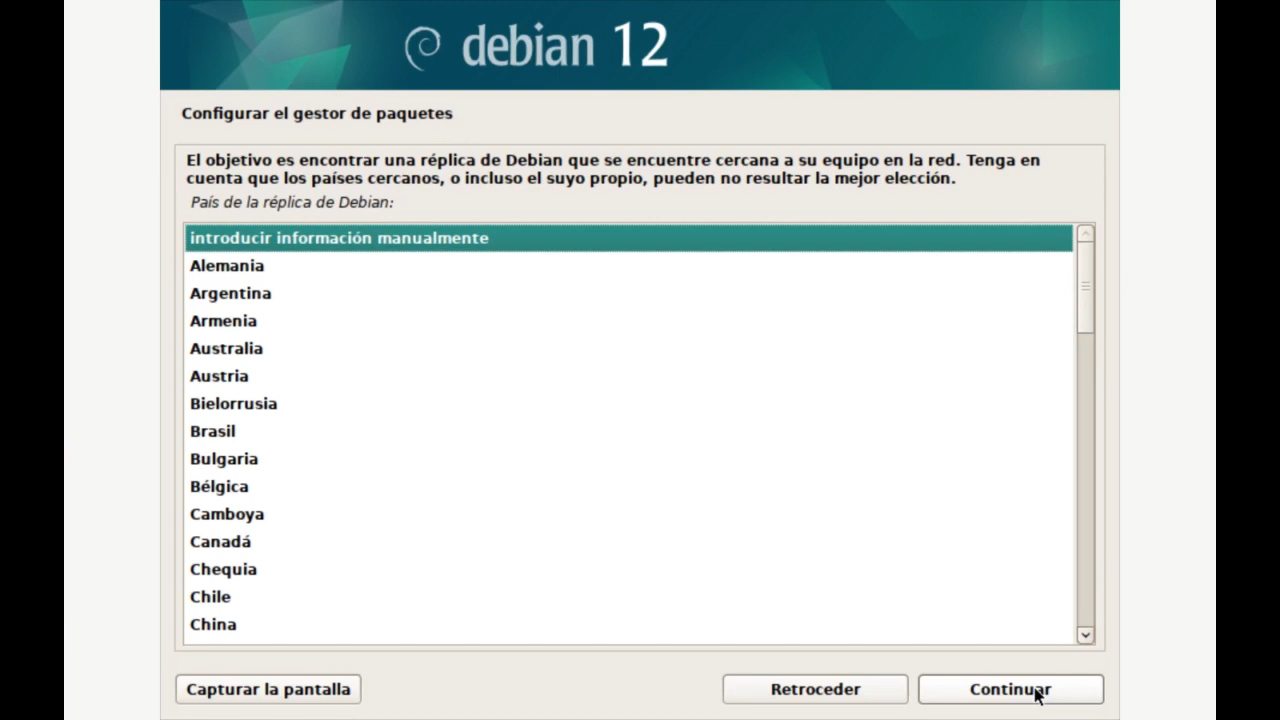 debian 12
Configurar el gestor de paquetes
El objetivo es encontrar una réplica de Debian que se encuentre cercana a su equipo en la red. Tenga en
cuenta que los países cercanos, o incluso el suyo propio, pueden no resultar la mejor elección.
País de la réplica de Debian:
introducir información manualmente
Alemania
Argentina
Armenia
Australia
Austria
Bielorrusia
Brasil
Bulgaria
Bélgica
Camboya
Canadá
Chequia
Chile
China
Capturar la pantalla
Retroceder
Continuar